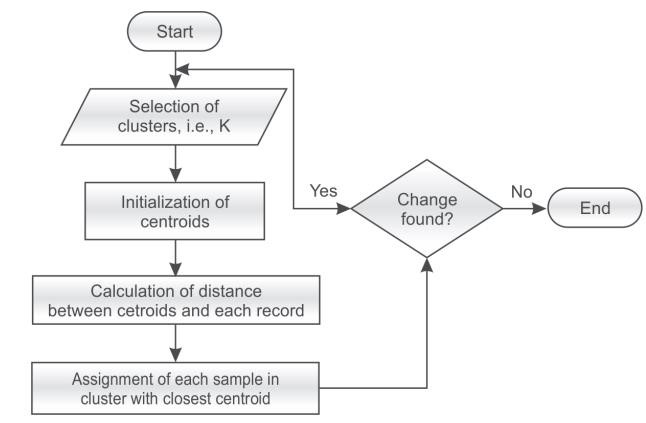 Start
Selection of
clusters, i.e., K
Initialization of
centroids
Calculation of distance
between cetroids and each record
Assignment of each sample in
cluster with closest centroid
Yes
Change
found?
No
End